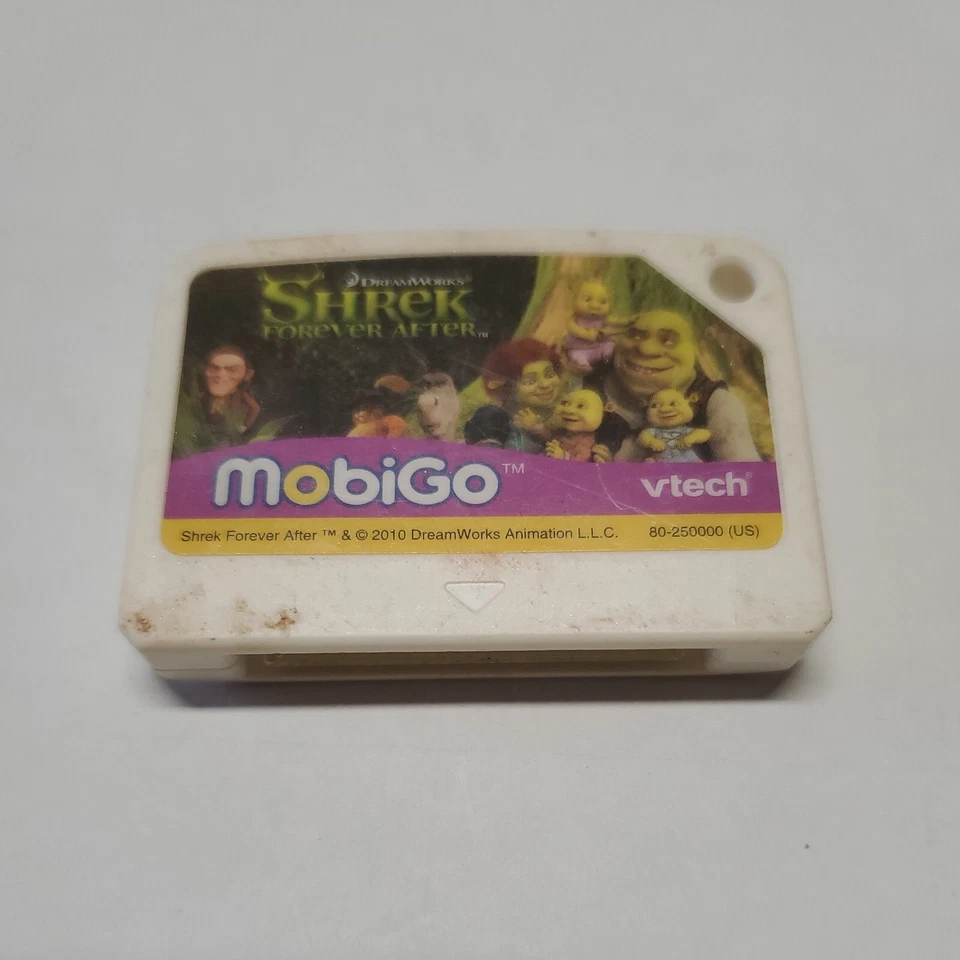 DREAMWORKS®
SHREK
FOREVER AFTER™
MobiGo™
vtech®
Shrek Forever After ™ & © 2010 DreamWorks Animation L.L.C. 80-250000 (US)